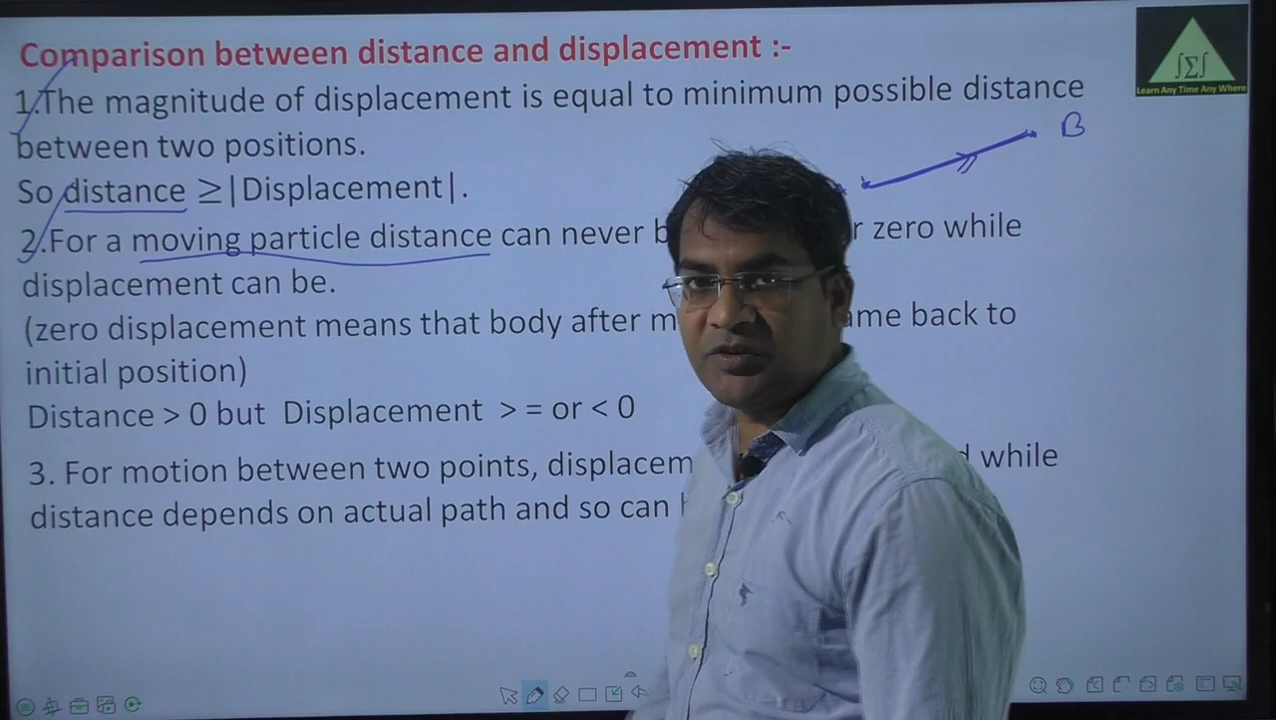 Comparison between distance and displacement :-
1.The magnitude of displacement is equal to minimum possible distance
between two positions.
So distance ≥|Displacement|.
2.For a moving particle distance can never b r zero while
displacement can be.
(zero displacement means that body after m ame back to
initial position)
Distance > 0 but Displacement > = or < 0
3. For motion between two points, displacem while
distance depends on actual path and so can
B
∫∑∫
Learn Any Time Any Where